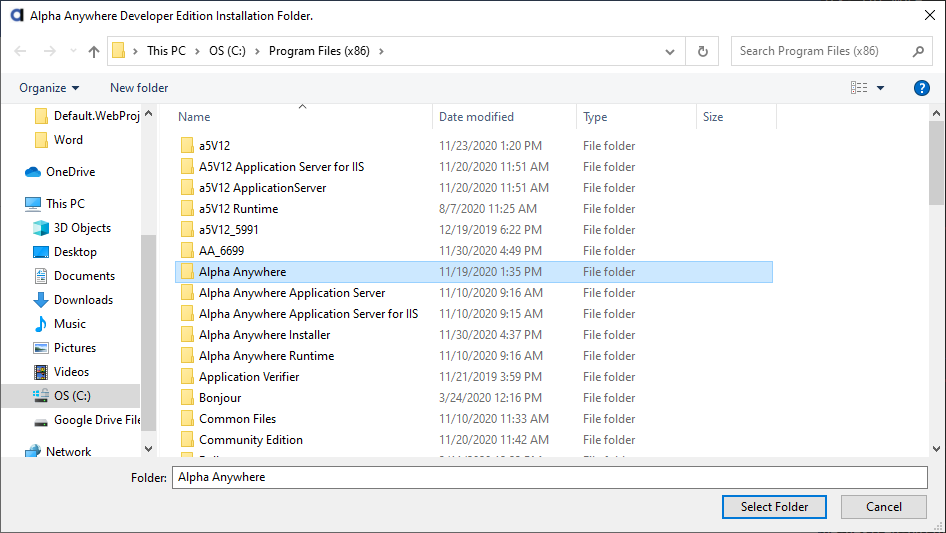 Alpha Anywhere Developer Edition Installation Folder.
This PC > OS (C:) > Program Files (x86) >
Search Program Files (x86)
Organize
New folder
?
Default.WebProj
Word
OneDrive
This PC
3D Objects
Desktop
Documents
Downloads
Music
Pictures
Videos
OS (C:)
Google Drive File
Network
Name Date modified Type Size
a5V12 11/23/2020 1:20 PM File folder
A5V12 Application Server for IIS 11/20/2020 11:51 AM File folder
a5V12 ApplicationServer 11/20/2020 11:51 AM File folder
a5V12 Runtime 8/7/2020 11:25 AM File folder
a5V12_5991 12/19/2019 6:22 PM File folder
AA_6699 11/30/2020 4:49 PM File folder
Alpha Anywhere 11/19/2020 1:35 PM File folder
Alpha Anywhere Application Server 11/10/2020 9:16 AM File folder
Alpha Anywhere Application Server for IIS 11/10/2020 9:15 AM File folder
Alpha Anywhere Installer 11/30/2020 4:37 PM File folder
Alpha Anywhere Runtime 11/10/2020 9:16 AM File folder
Application Verifier 11/21/2019 3:59 PM File folder
Bonjour 3/24/2020 12:16 PM File folder
Common Files 11/10/2020 11:33 AM File folder
Community Edition 11/20/2020 11:42 AM File folder
Folder: Alpha Anywhere
Select Folder
Cancel